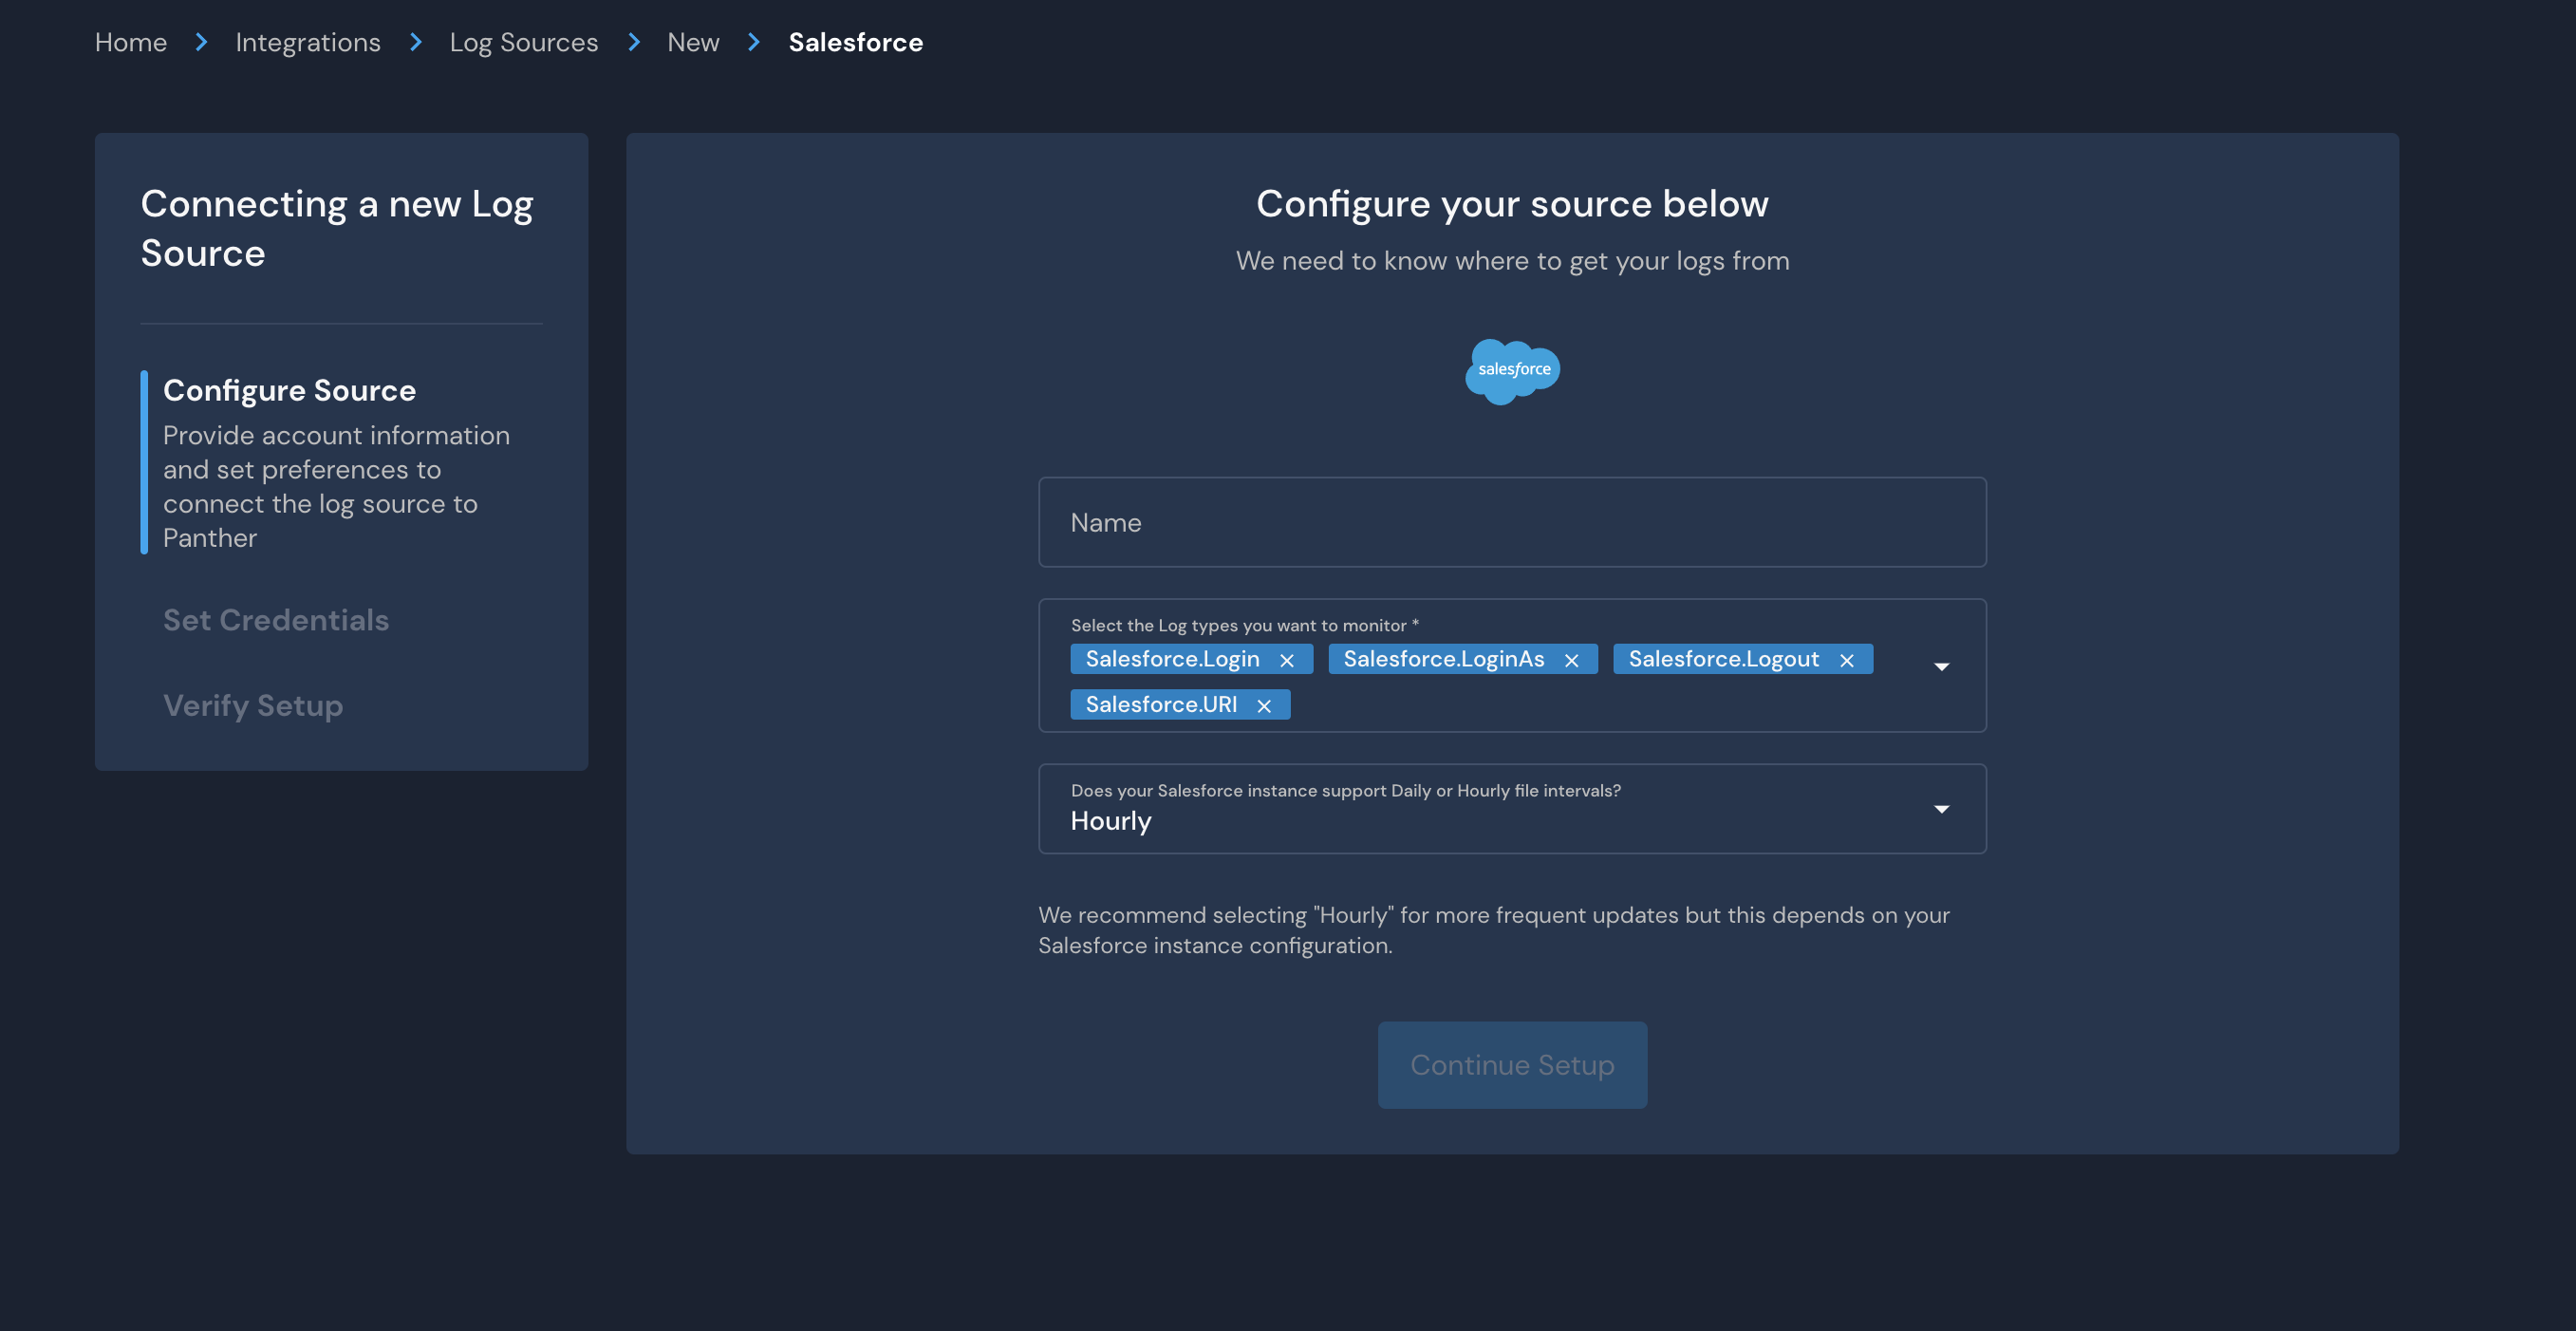 Home > Integrations > Log Sources > New > Salesforce
Connecting a new Log
Source
Configure Source
Provide account information
and set preferences to
connect the log source to
Panther
Set Credentials
Verify Setup
Configure your source below
We need to know where to get your logs from
salesforce
Name
Select the Log types you want to monitor *
Salesforce.Login × Salesforce.LoginAs × Salesforce.Logout ×
Salesforce.URI ×
Does your Salesforce instance support Daily or Hourly file intervals?
Hourly
We recommend selecting "Hourly" for more frequent updates but this depends on your
Salesforce instance configuration.
Continue Setup